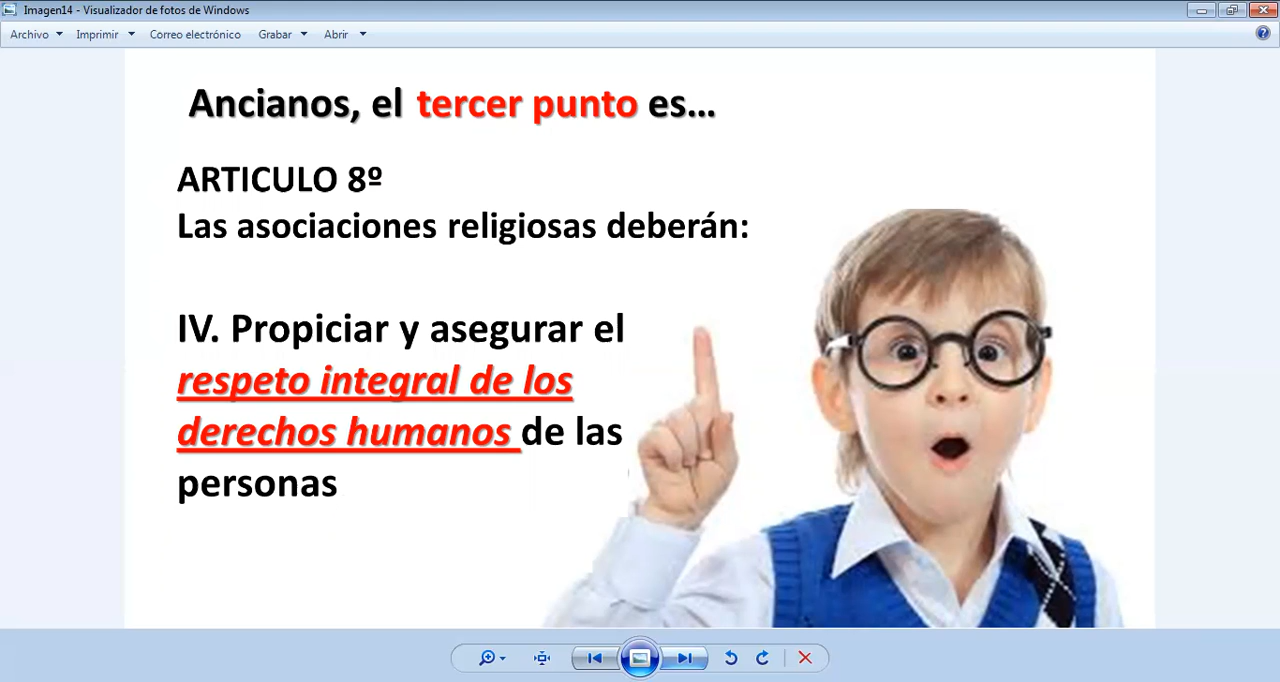 Imagen14 - Visualizador de fotos de Windows
Archivo Imprimir Correo electrónico Grabar Abrir
Ancianos, el tercer punto es...
ARTICULO 8º
Las asociaciones religiosas deberán:
IV. Propiciar y asegurar el
respeto integral de los
derechos humanos de las
personas